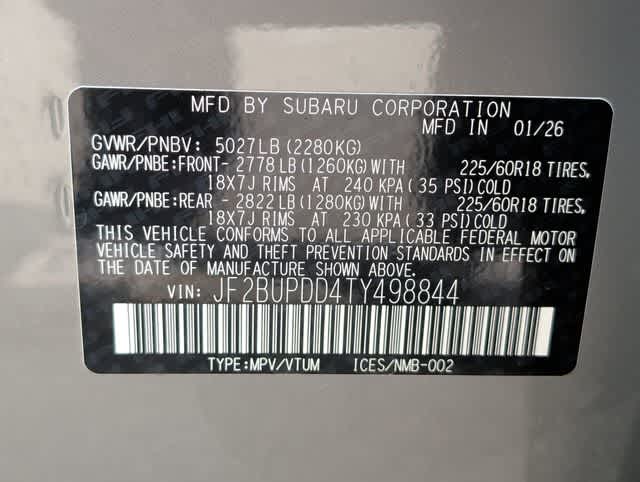 MFD BY SUBARU CORPORATION
MFD IN 01/26
GVWR/PNBV: 5027LB (2280KG)
GAWR/PNBE:FRONT- 2778 LB (1260KG) WITH 225/60R18 TIRES,
18X7J RIMS AT 240 KPA (35 PSI) COLD
GAWR/PNBE:REAR - 2822 LB (1280KG) WITH 225/60R18 TIRES,
18X7J RIMS AT 230 KPA (33 PSI) COLD
THIS VEHICLE CONFORMS TO ALL APPLICABLE FEDERAL MOTOR
VEHICLE SAFETY AND THEFT PREVENTION STANDARDS IN EFFECT ON
THE DATE OF MANUFACTURE SHOWN ABOVE.
VIN: JF2BUPDD4TY498844
TYPE:MPV/VTUM ICES/NMB-002